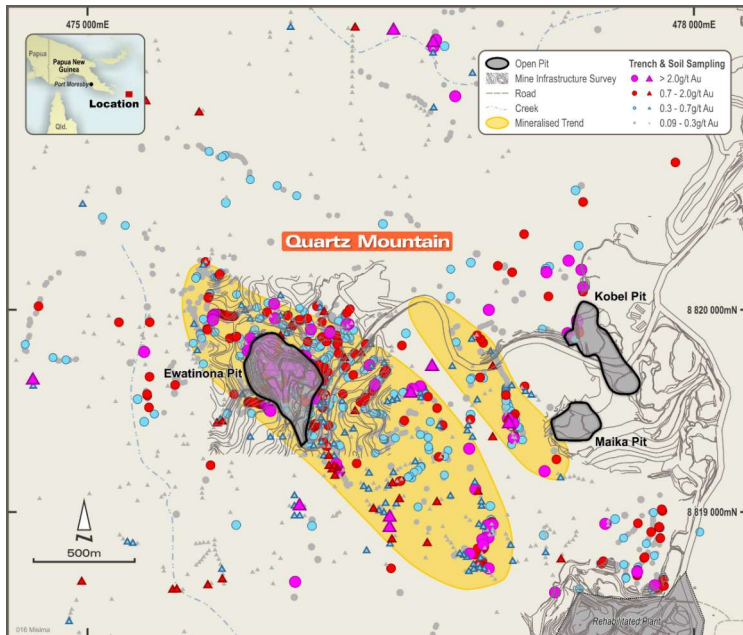 475 000mE
478 000mE
Papua
Papua New
Guinea
Port Moresby
Location
Qld.
Open Pit
Mine Infrastructure Survey
Road
Creek
Mineralised Trend
Trench & Soil Sampling
> 2.0g/t Au
0.7 - 2.0g/t Au
0.3 - 0.7g/t Au
0.09 - 0.3g/t Au
Quartz Mountain
Kobel Pit
8 820 000mN
Ewatinona Pit
Maika Pit
8 819 000mN
N
500m
Rehabilitated Plant
016 Misima